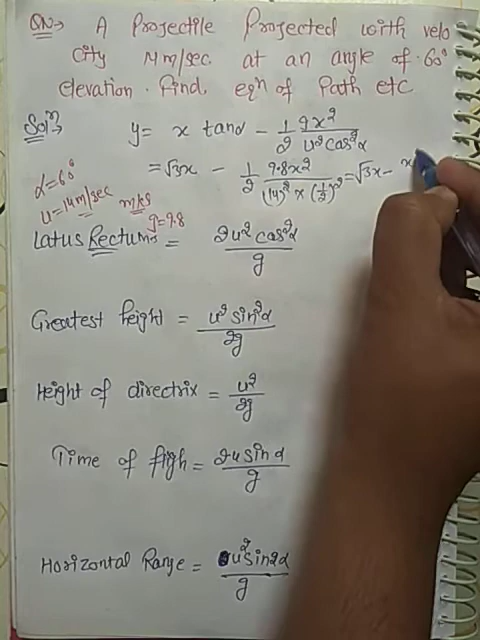 Qn→ A Projectile Projected with velo
city 14m/sec at an angle of 60°
elevation. Find eqⁿ of Path etc
Solⁿ→ y = x tanα - 1/2 gx²/u²cos²α
= √3x - 1/2 9.8x²/(14)² × (1/2)² = √3x - x
α = 60°
u = 14m/sec mks
g = 9.8
Latus Rectum = 2u²cos²α/g
Greatest height = u²sin²α/2g
Height of directrix = u²/2g
Time of fligh = 2usinα/g
Horizontal Range = u²sin2α/g